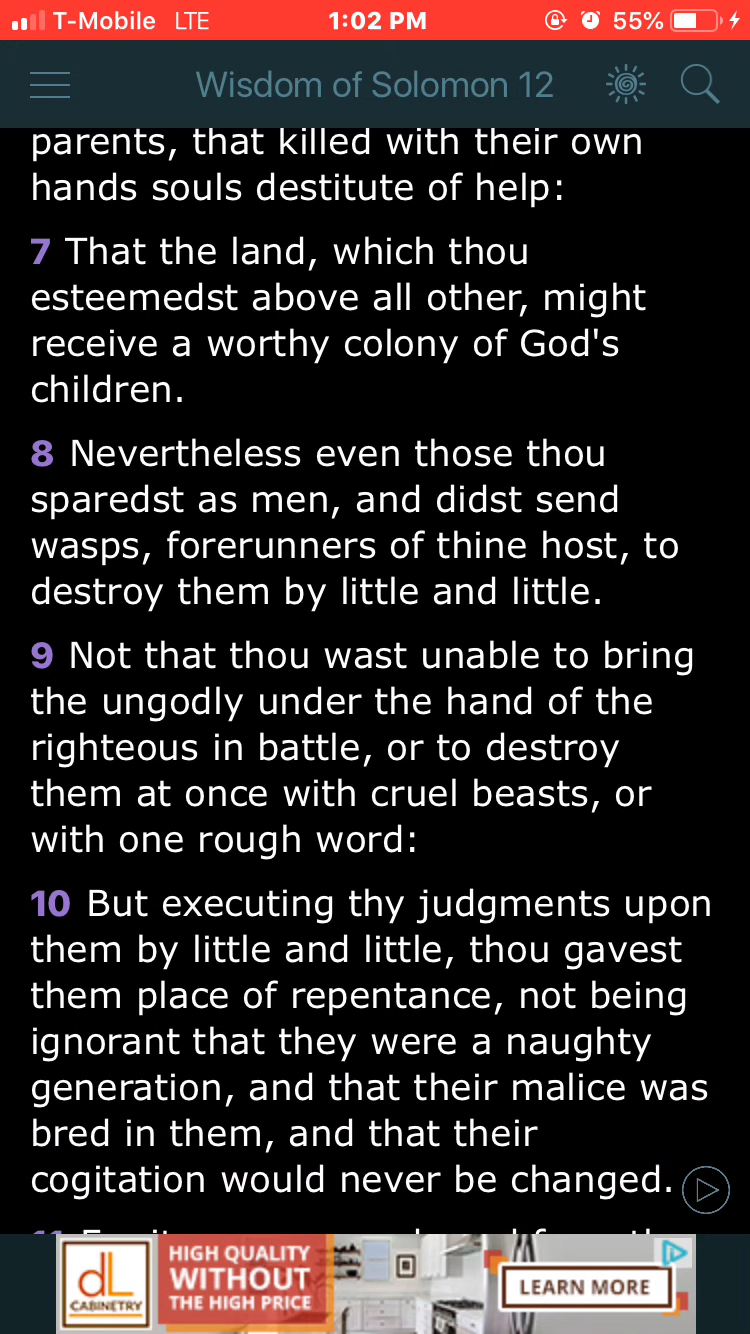 T-Mobile LTE 1:02 PM 55%
Wisdom of Solomon 12
parents, that killed with their own
hands souls destitute of help:
7 That the land, which thou
esteemedst above all other, might
receive a worthy colony of God's
children.
8 Nevertheless even those thou
sparedst as men, and didst send
wasps, forerunners of thine host, to
destroy them by little and little.
9 Not that thou wast unable to bring
the ungodly under the hand of the
righteous in battle, or to destroy
them at once with cruel beasts, or
with one rough word:
10 But executing thy judgments upon
them by little and little, thou gavest
them place of repentance, not being
ignorant that they were a naughty
generation, and that their malice was
bred in them, and that their
cogitation would never be changed.
dL
CABINETRY
HIGH QUALITY
WITHOUT
THE HIGH PRICE
LEARN MORE